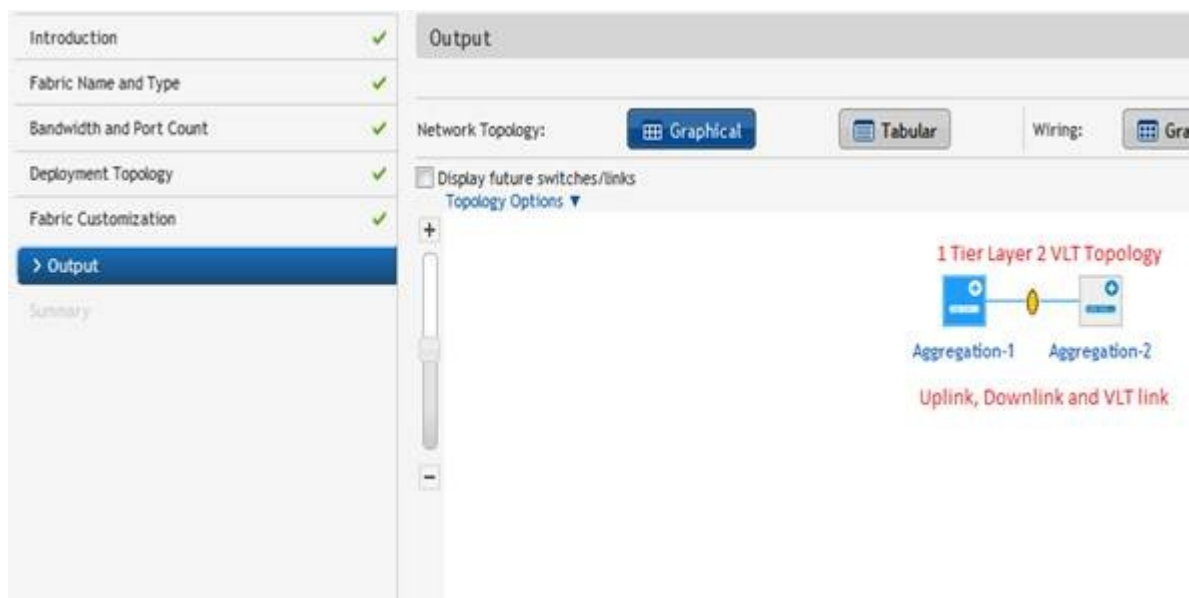 Introduction
Fabric Name and Type
Bandwidth and Port Count
Deployment Topology
Fabric Customization
> Output
Summary
Output
Network Topology:
Graphical
Tabular
Wiring:
Gra
Display future switches/links
Topology Options ▼
+
−
1 Tier Layer 2 VLT Topology
Aggregation-1
Aggregation-2
Uplink, Downlink and VLT link